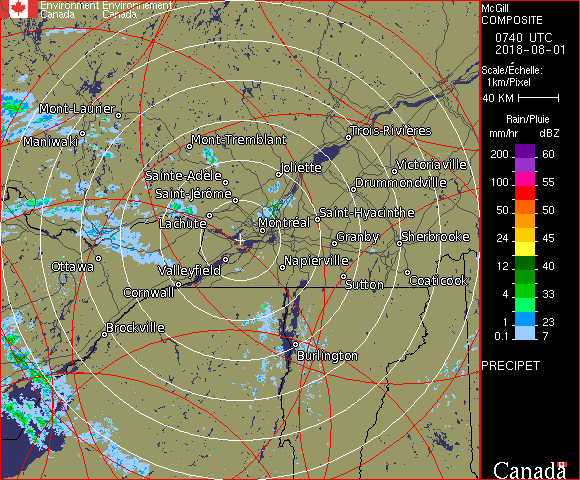 Environment Environnement
Canada Canada
McGill
COMPOSITE
0740 UTC
2018-08-01
Scale/Échelle:
1km/Pixel
40 KM
Rain/Pluie
mm/hr dBZ
200 60
150 57
100 55
50 50
24 45
12 40
4 33
1 23
0.1 7
PRECIPET
Canada
Mont-Laurier
Maniwaki
Mont-Tremblant
Trois-Rivières
Joliette
Victoriaville
Sainte-Adèle
Drummondville
Saint-Jérôme
Saint-Hyacinthe
Lachute
Montréal
Granby
Sherbrooke
Ottawa
Valleyfield
Napierville
Cornwall
Sutton
Coaticook
Brockville
Burlington